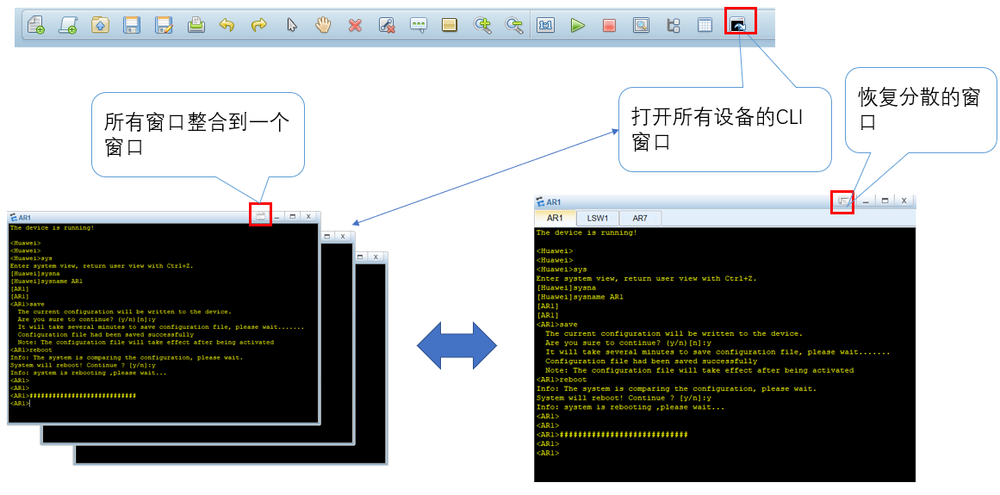 所有窗口整合到一个
窗口
打开所有设备的CLI
窗口
恢复分散的窗
口
AR1
The device is running!
<Huawei>
<Huawei>
<Huawei>sys
Enter system view, return user view with Ctrl+Z.
[Huawei]sysna
[Huawei]sysname AR1
[AR1]
[AR1]
<AR1>save
The current configuration will be written to the device.
Are you sure to continue? (y/n)[n]:y
It will take several minutes to save configuration file, please wait.......
Configuration file had been saved successfully
Note: The configuration file will take effect after being activated
<AR1>reboot
Info: The system is comparing the configuration, please wait.
System will reboot! Continue ? [y/n]:y
Info: system is rebooting ,please wait...
<AR1>
<AR1>
<AR1>############################
<AR1>
AR1
AR1 LSW1 AR7
The device is running!
<Huawei>
<Huawei>
<Huawei>sys
Enter system view, return user view with Ctrl+Z.
[Huawei]sysna
[Huawei]sysname AR1
[AR1]
[AR1]
<AR1>save
The current configuration will be written to the device.
Are you sure to continue? (y/n)[n]:y
It will take several minutes to save configuration file, please wait.......
Configuration file had been saved successfully
Note: The configuration file will take effect after being activated
<AR1>reboot
Info: The system is comparing the configuration, please wait.
System will reboot! Continue ? [y/n]:y
Info: system is rebooting ,please wait...
<AR1>
<AR1>
<AR1>############################
<AR1>
<AR1>